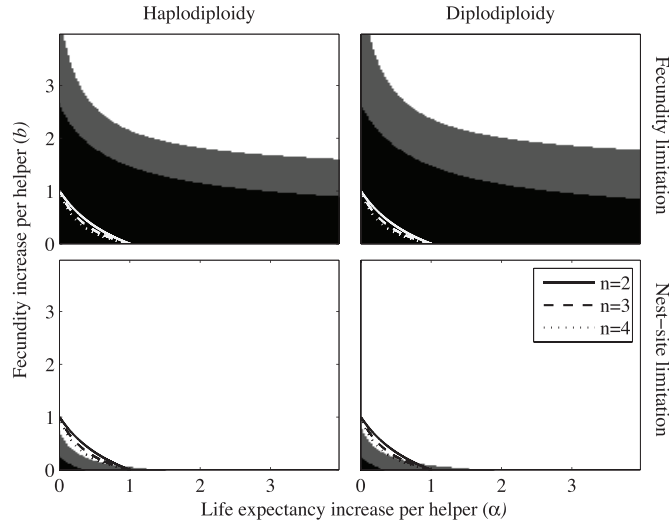 Haplodiploidy
Diplodiploidy
Fecundity limitation
Nest−site limitation
Fecundity increase per helper (b)
3
2
1
0
3
2
1
0
0
1
2
3
0
1
2
3
n=2
n=3
n=4
Life expectancy increase per helper (α)